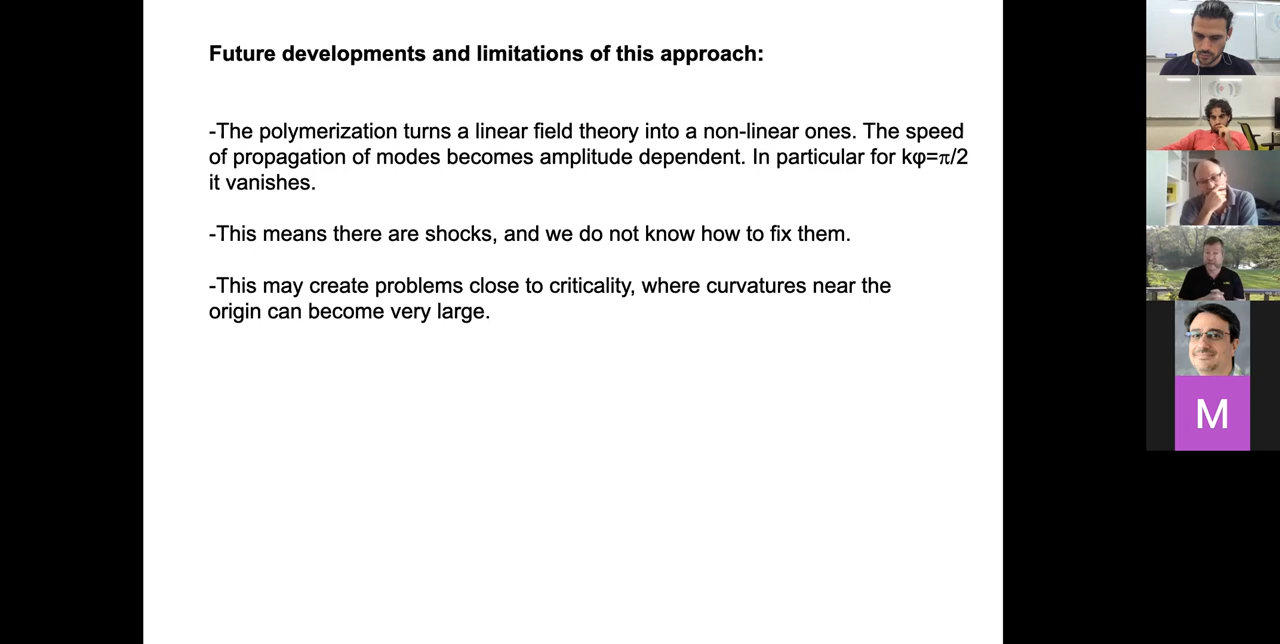 Future developments and limitations of this approach:
-The polymerization turns a linear field theory into a non-linear ones. The speed
of propagation of modes becomes amplitude dependent. In particular for kφ=π/2
it vanishes.
-This means there are shocks, and we do not know how to fix them.
-This may create problems close to criticality, where curvatures near the
origin can become very large.
M